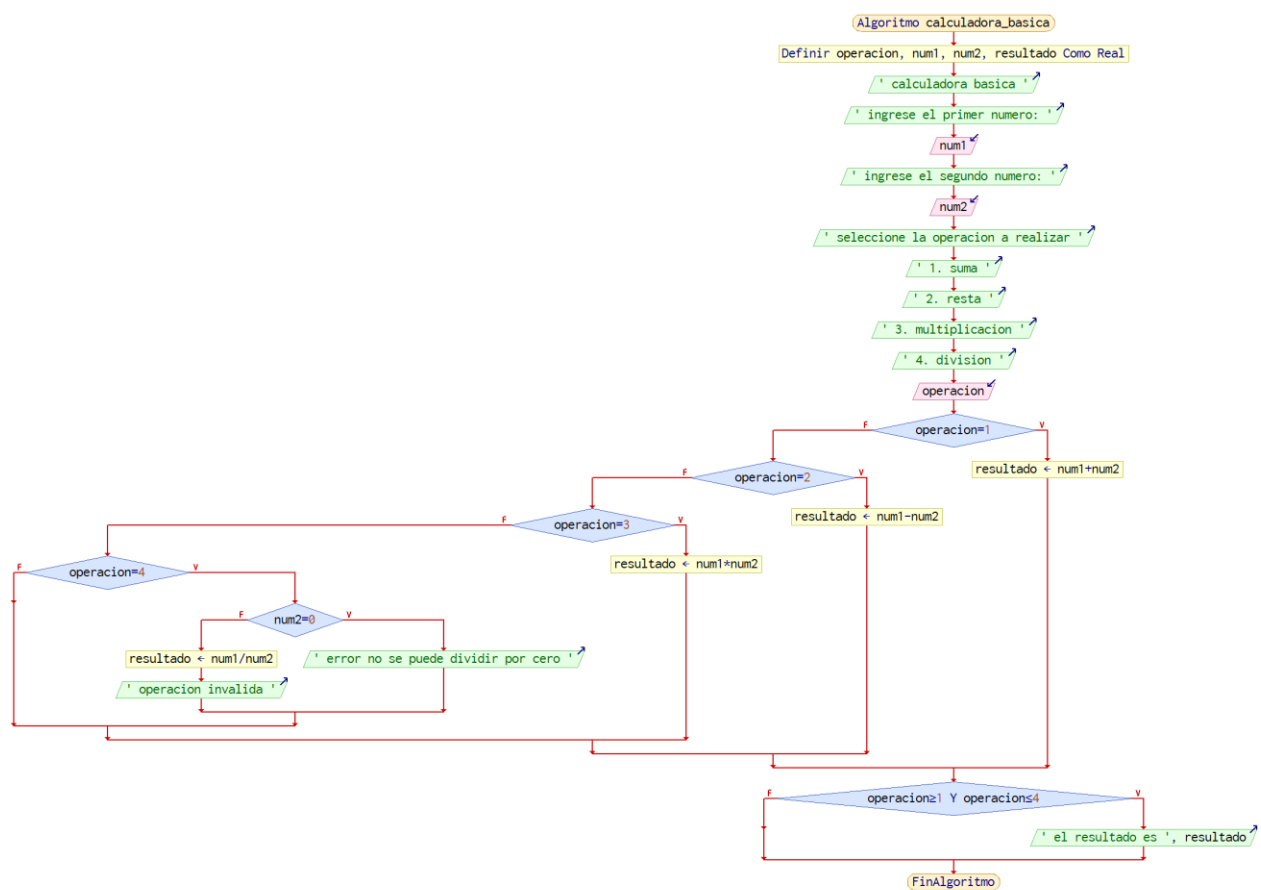 Algoritmo calculadora_basica
Definir operacion, num1, num2, resultado Como Real
' calculadora basica '
' ingrese el primer numero: '
num1
' ingrese el segundo numero: '
num2
' seleccione la operacion a realizar '
' 1. suma '
' 2. resta '
' 3. multiplicacion '
' 4. division '
operacion
F
operacion=1
V
resultado ← num1+num2
F
operacion=2
V
resultado ← num1-num2
F
operacion=3
V
resultado ← num1*num2
F
operacion=4
V
F
num2=0
V
resultado ← num1/num2
' error no se puede dividir por cero '
' operacion invalida '
F
operacion≥1 Y operacion≤4
V
' el resultado es ', resultado
FinAlgoritmo